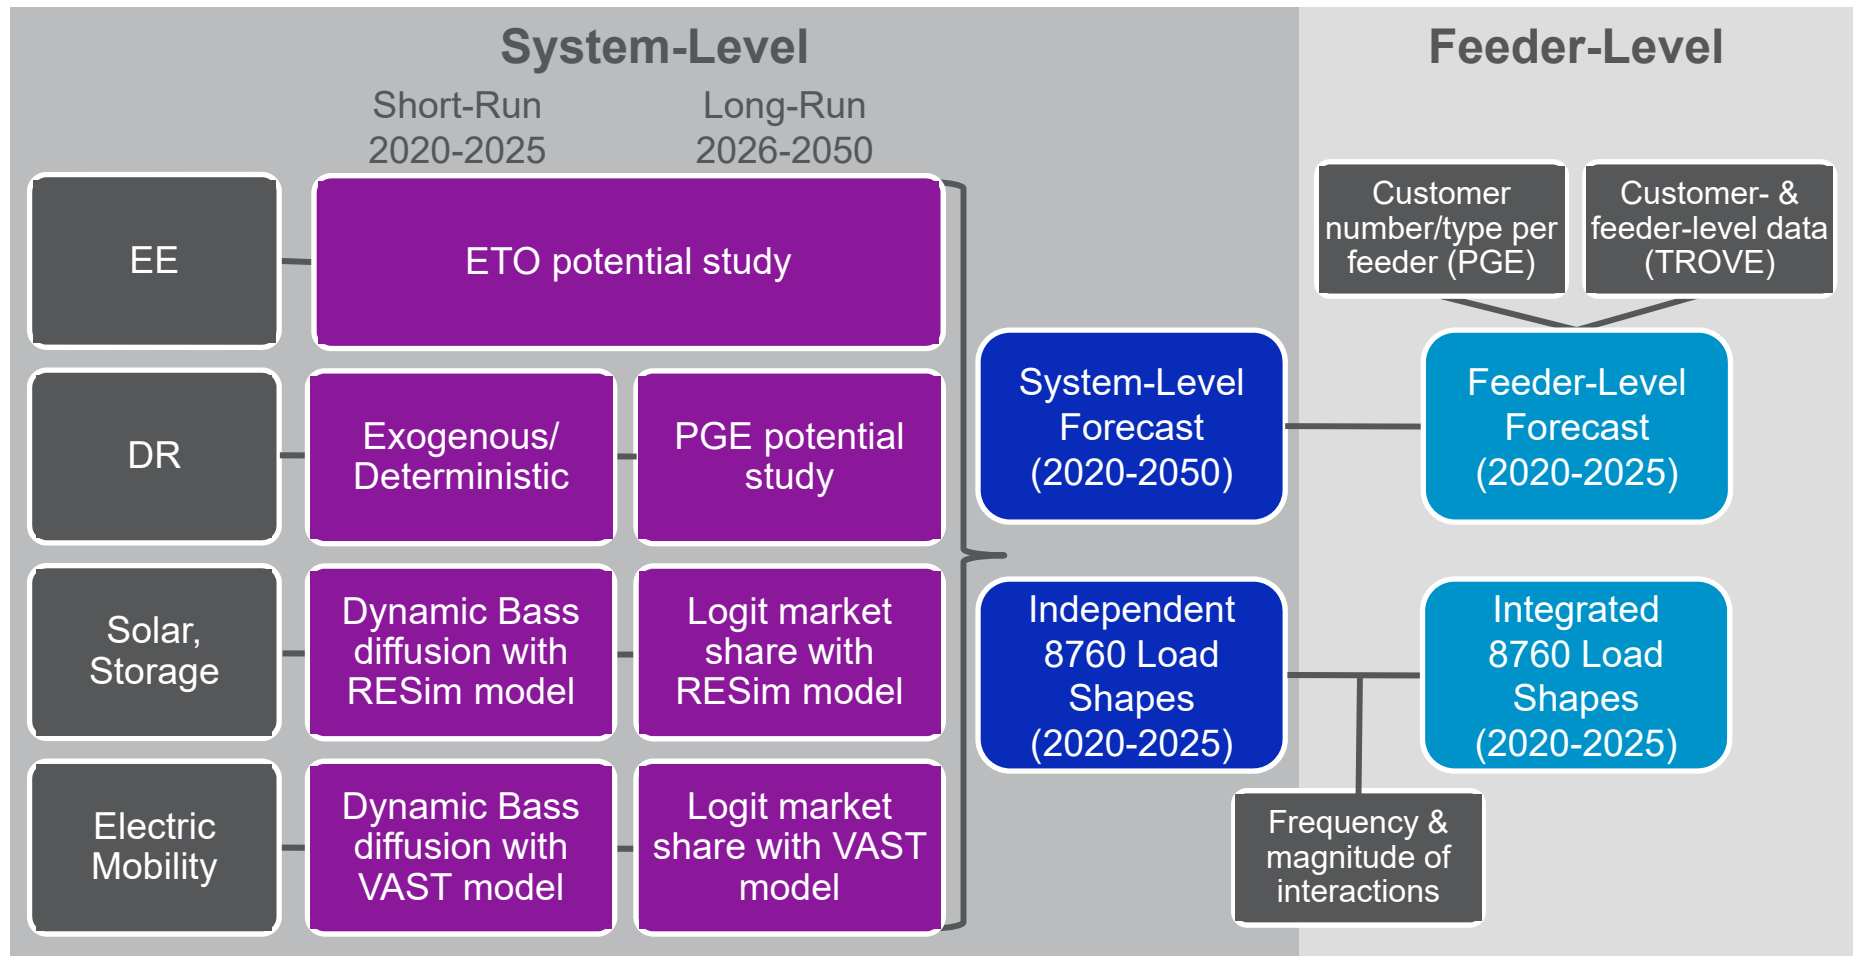 System-Level
Feeder-Level
Short-Run
2020-2025
Long-Run
2026-2050
EE
ETO potential study
DR
Exogenous/
Deterministic
PGE potential
study
Solar,
Storage
Dynamic Bass
diffusion with
RESim model
Logit market
share with
RESim model
Electric
Mobility
Dynamic Bass
diffusion with
VAST model
Logit market
share with VAST
model
System-Level
Forecast
(2020-2050)
Independent
8760 Load
Shapes
(2020-2025)
Customer
number/type per
feeder (PGE)
Customer- &
feeder-level data
(TROVE)
Feeder-Level
Forecast
(2020-2025)
Integrated
8760 Load
Shapes
(2020-2025)
Frequency &
magnitude of
interactions